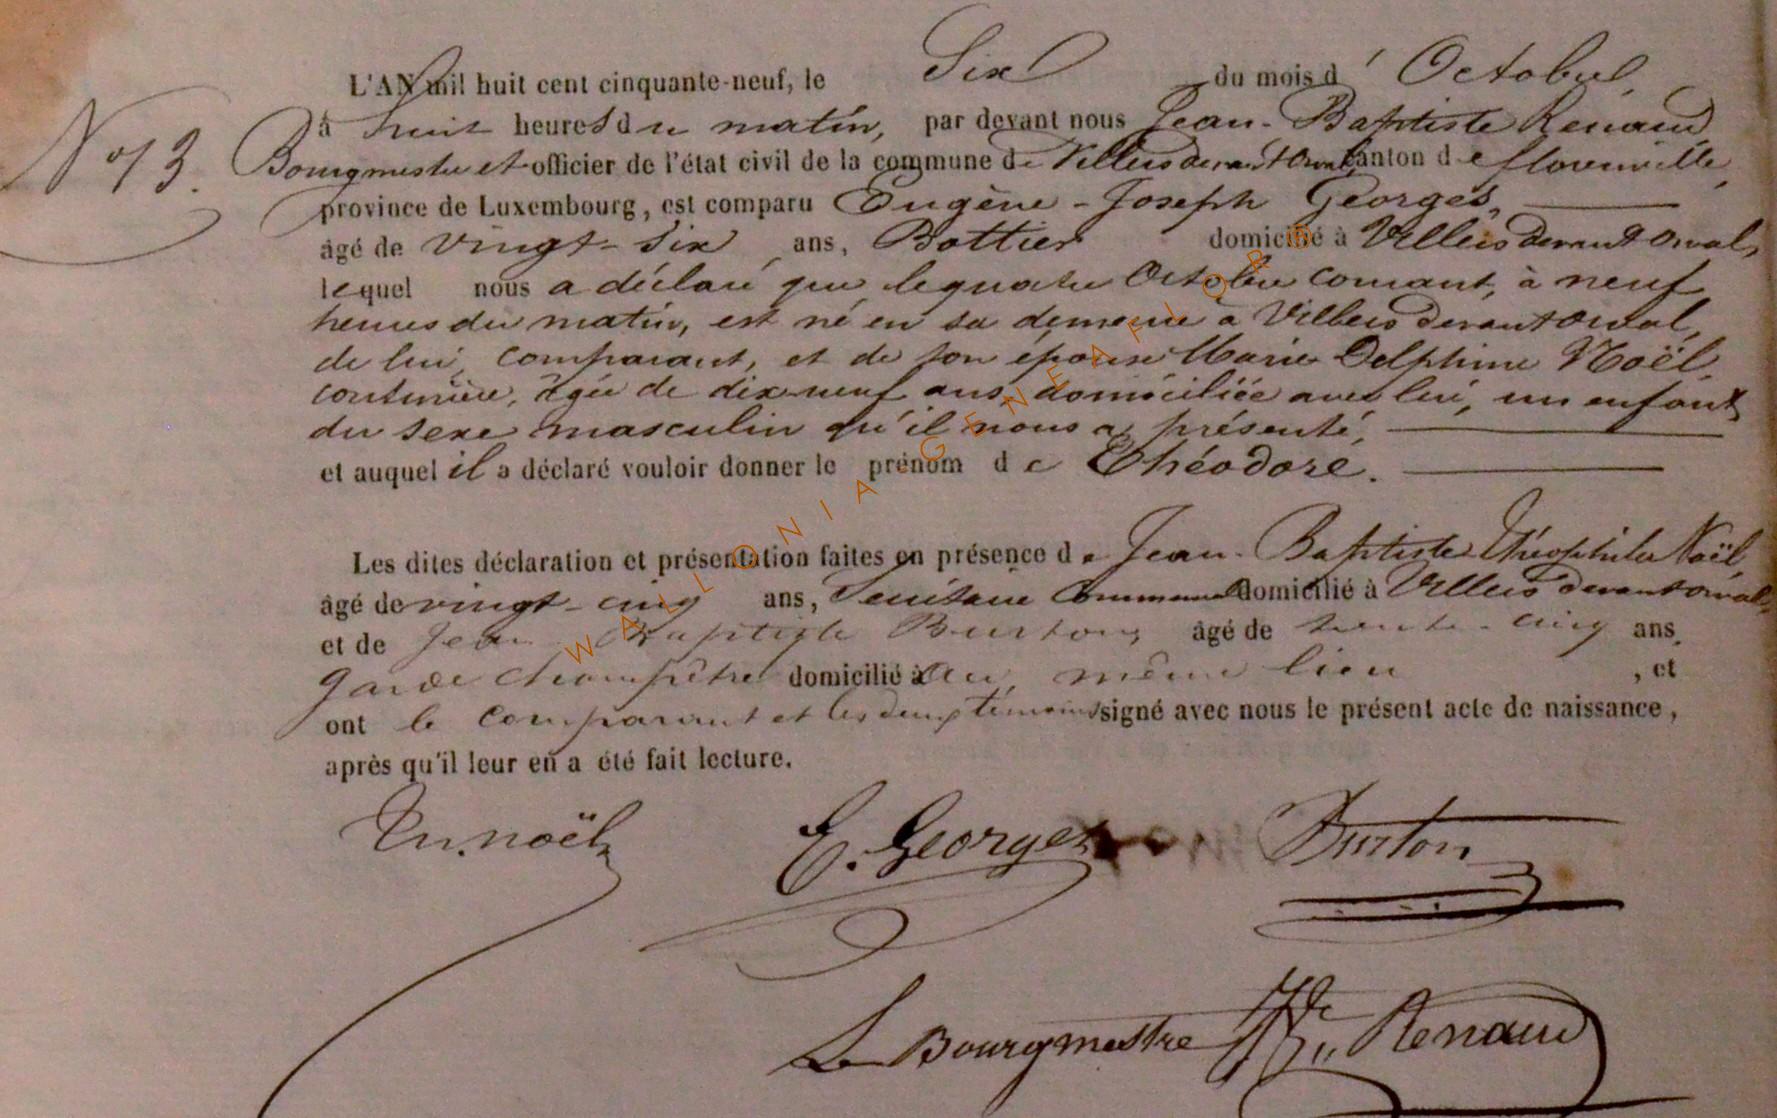 L'AN mil huit cent cinquante-neuf, le Six du mois d'Octobre,
N° 13.
à huit heures du matin, par devant nous Jean-Baptiste Renaud
Bourgmestre et officier de l'état civil de la commune de Villers devant Orval, canton de florenville,
province de Luxembourg, est comparu Eugène-Joseph Georges,
âgé de vingt-six ans, Bottier domicilié à Villers devant Orval,
lequel nous a déclaré que le quatre Octobre courant, à neuf
heures du matin, est né en sa demeure à Villers devant Orval,
de lui, comparant, et de son épouse Marie Delphine Noël,
couturière, âgée de dix neuf ans, domiciliée avec lui, un enfant
du sexe masculin qu'il nous a présenté,
et auquel il a déclaré vouloir donner le prénom de Théodore.
Les dites déclaration et présentation faites en présence de Jean-Baptiste Théophile Noël,
âgé de vingt-cinq ans, Secrétaire Communal domicilié à Villers devant Orval,
et de Jean Baptiste Burton, âgé de trente-cinq ans,
garde champêtre domicilié à au même lieu, et
ont le comparant et les deux témoins signé avec nous le présent acte de naissance,
après qu'il leur en a été fait lecture.
Th. noël E. Georges Burton
Le Bourgmestre JBte Renaud
WALLONIA GENEAFLOR®